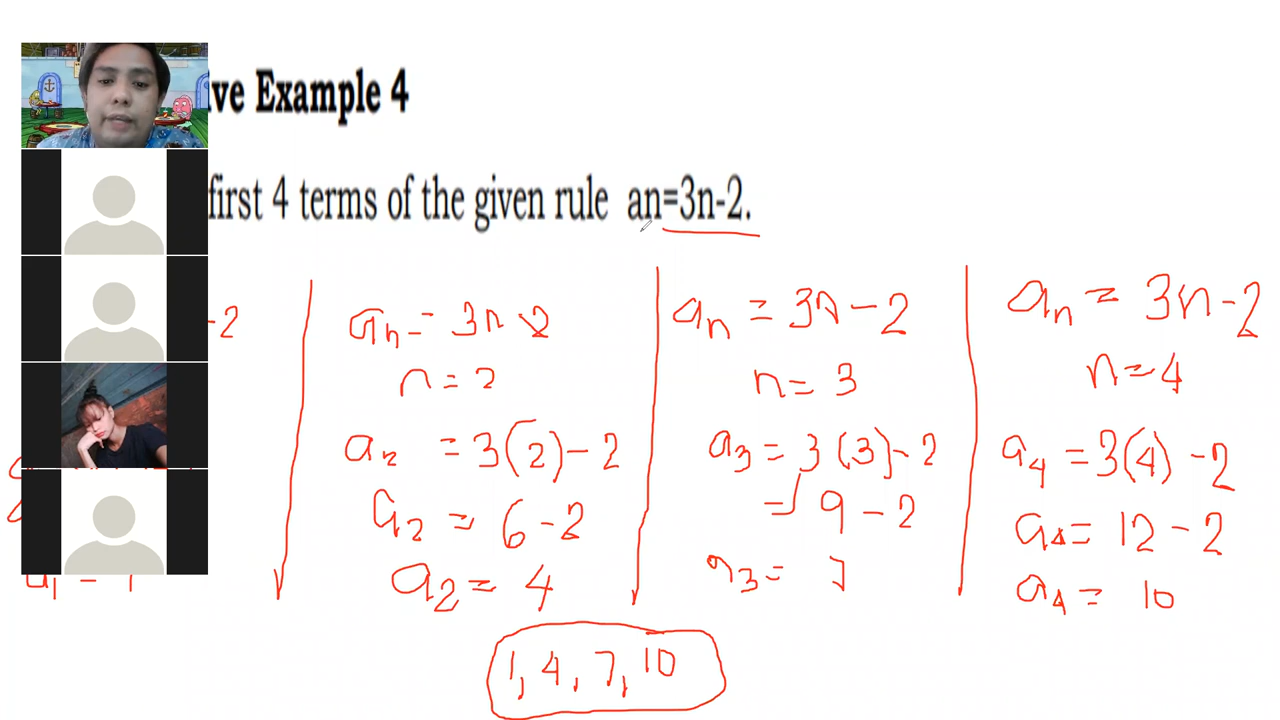 ve Example 4
first 4 terms of the given rule an=3n-2.
-2
an = 3n-2
n = 2
a2 = 3(2)-2
a2 = 6-2
a2 = 4
an = 3n-2
n = 3
a3 = 3(3)-2
= 9-2
a3 = 7
an = 3n-2
n = 4
a4 = 3(4)-2
a4 = 12-2
a4 = 10
a1 = 1
1, 4, 7, 10